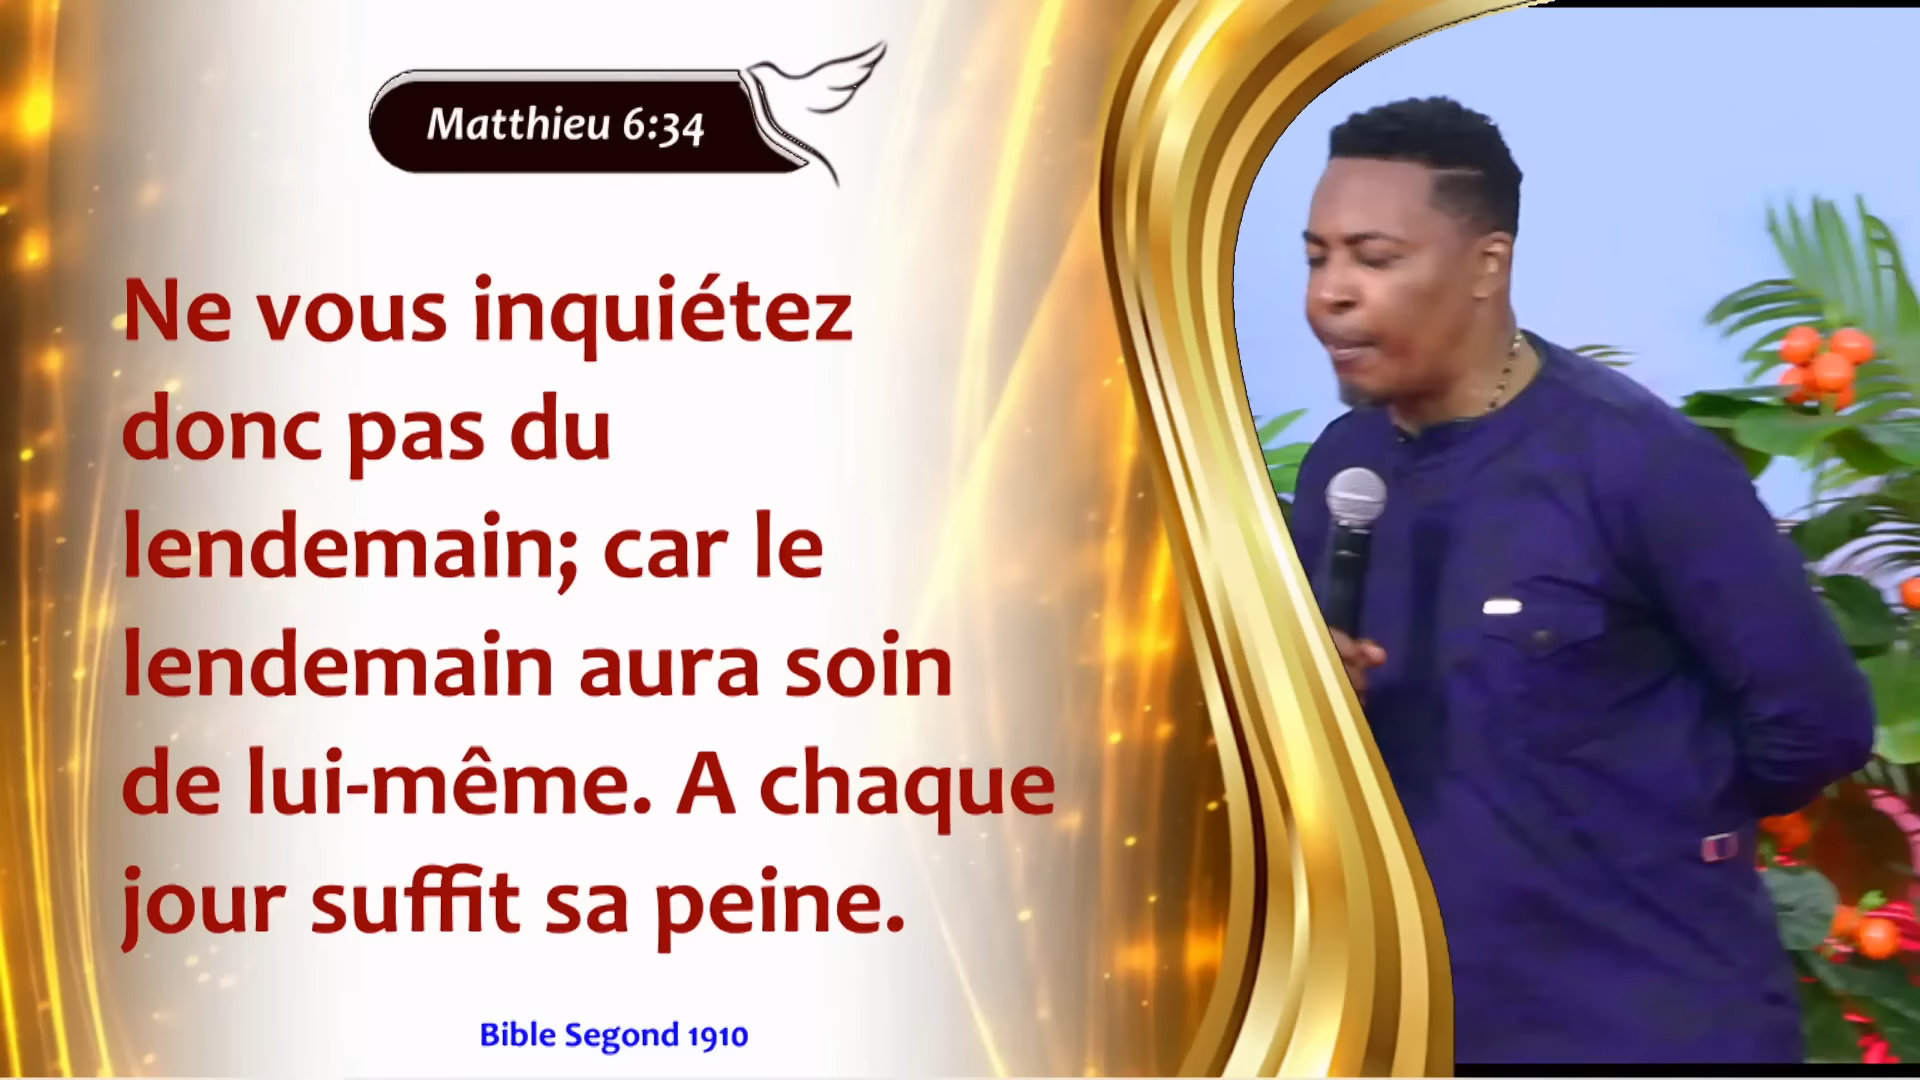 Matthieu 6:34
Ne vous inquiétez
donc pas du
lendemain; car le
lendemain aura soin
de lui-même. A chaque
jour suffit sa peine.
Bible Segond 1910